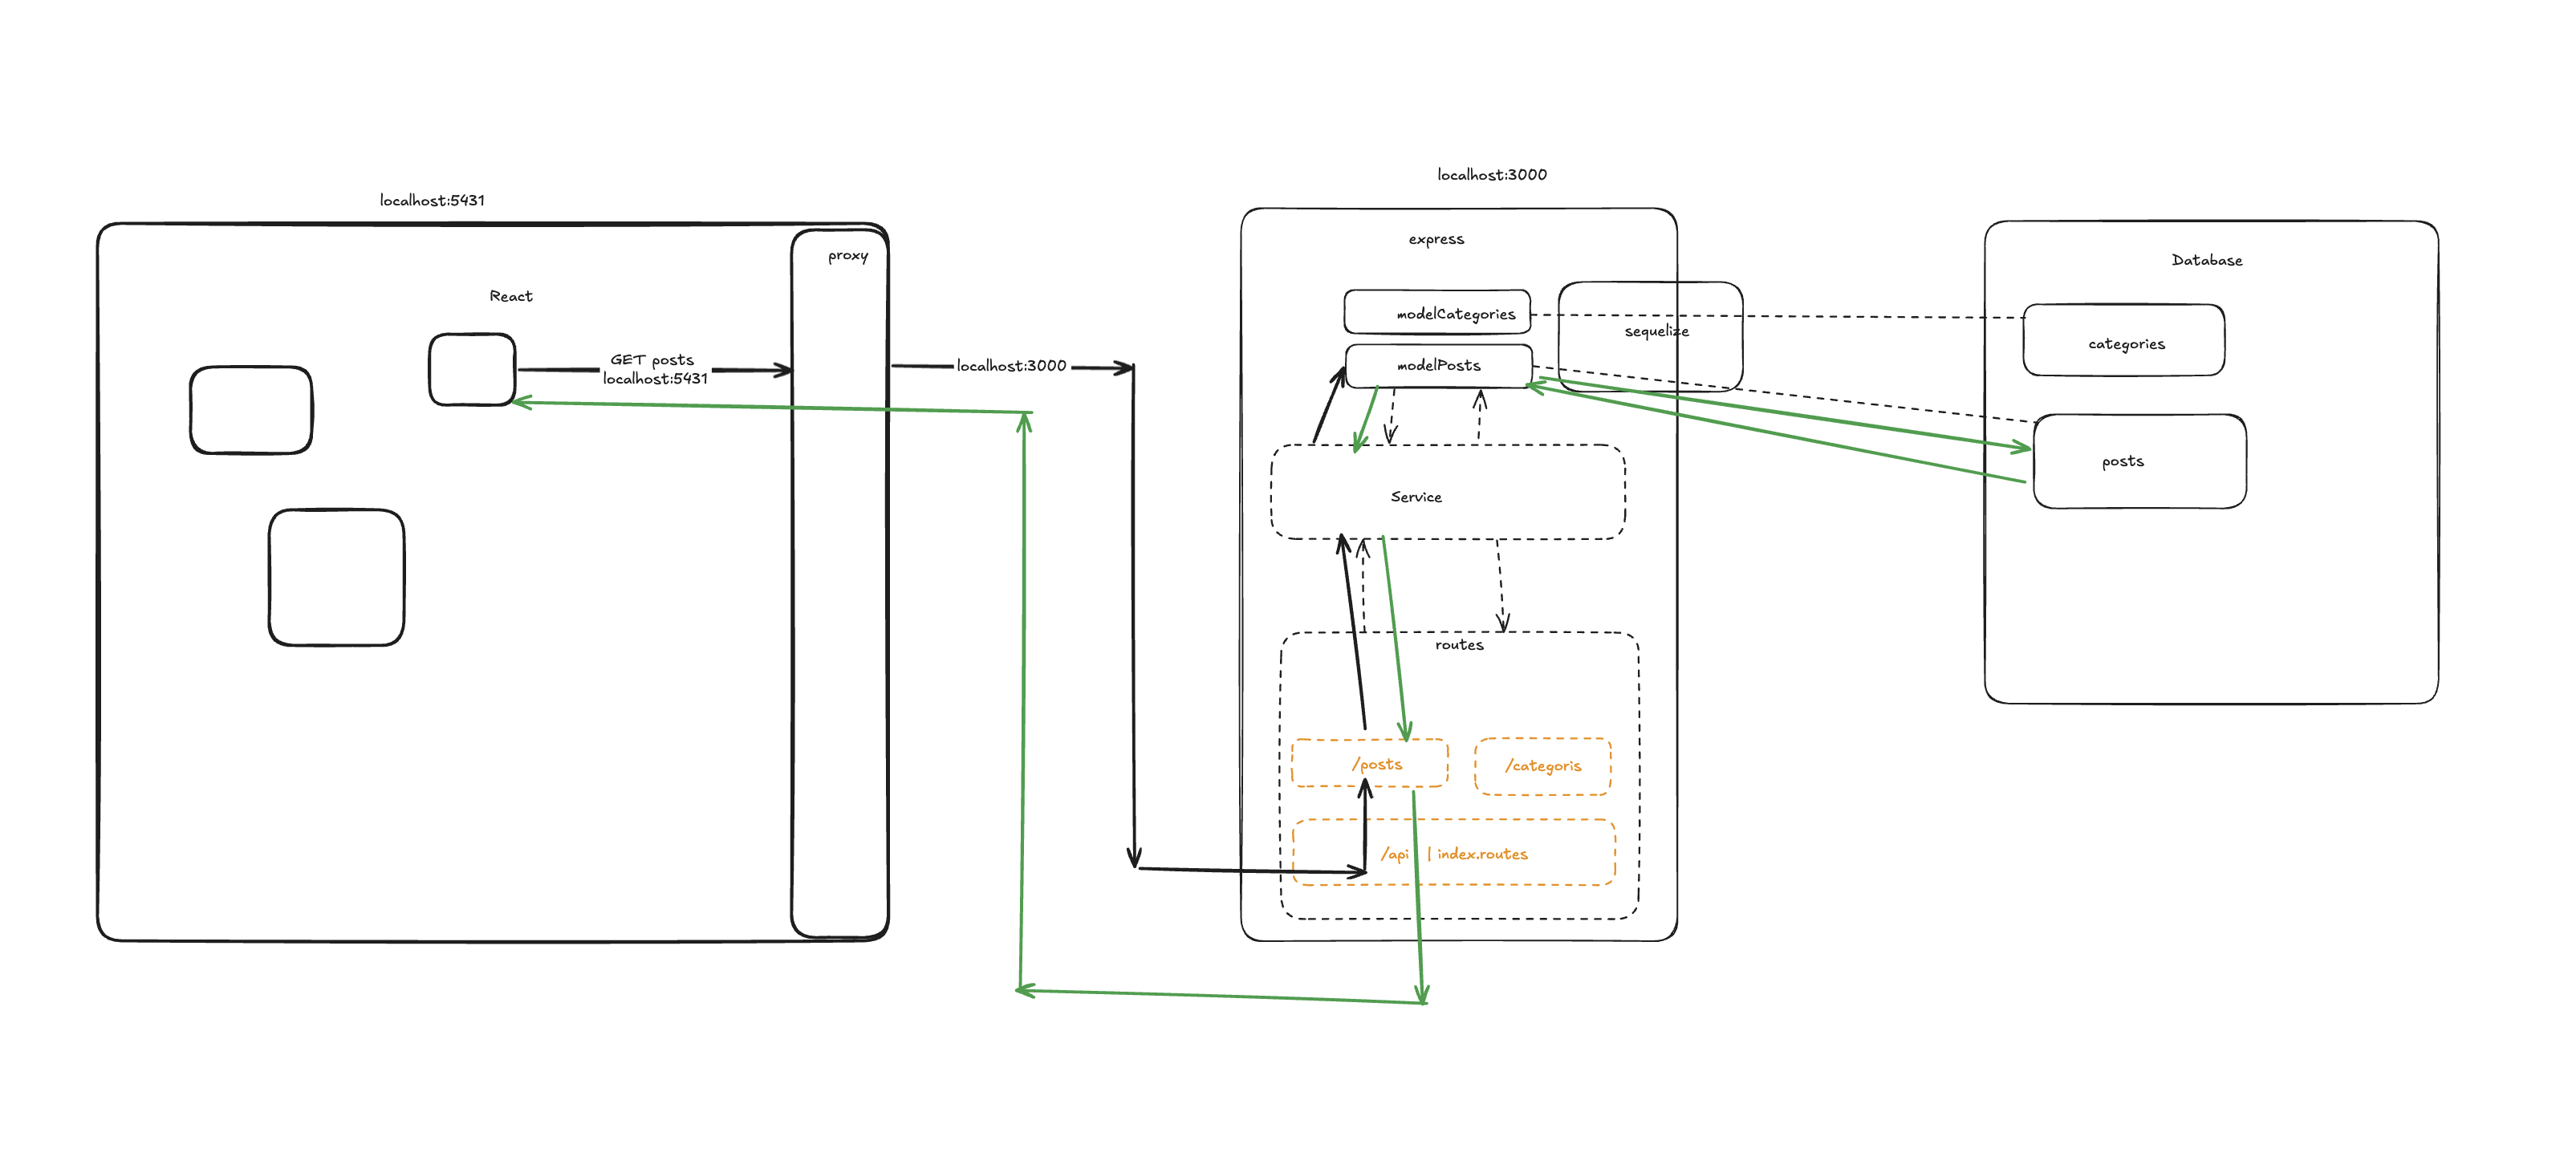 localhost:5431
React
proxy
GET posts
localhost:5431
localhost:3000
localhost:3000
express
modelCategories
modelPosts
sequelize
Service
routes
/posts
/categoris
/api | index.routes
Database
categories
posts